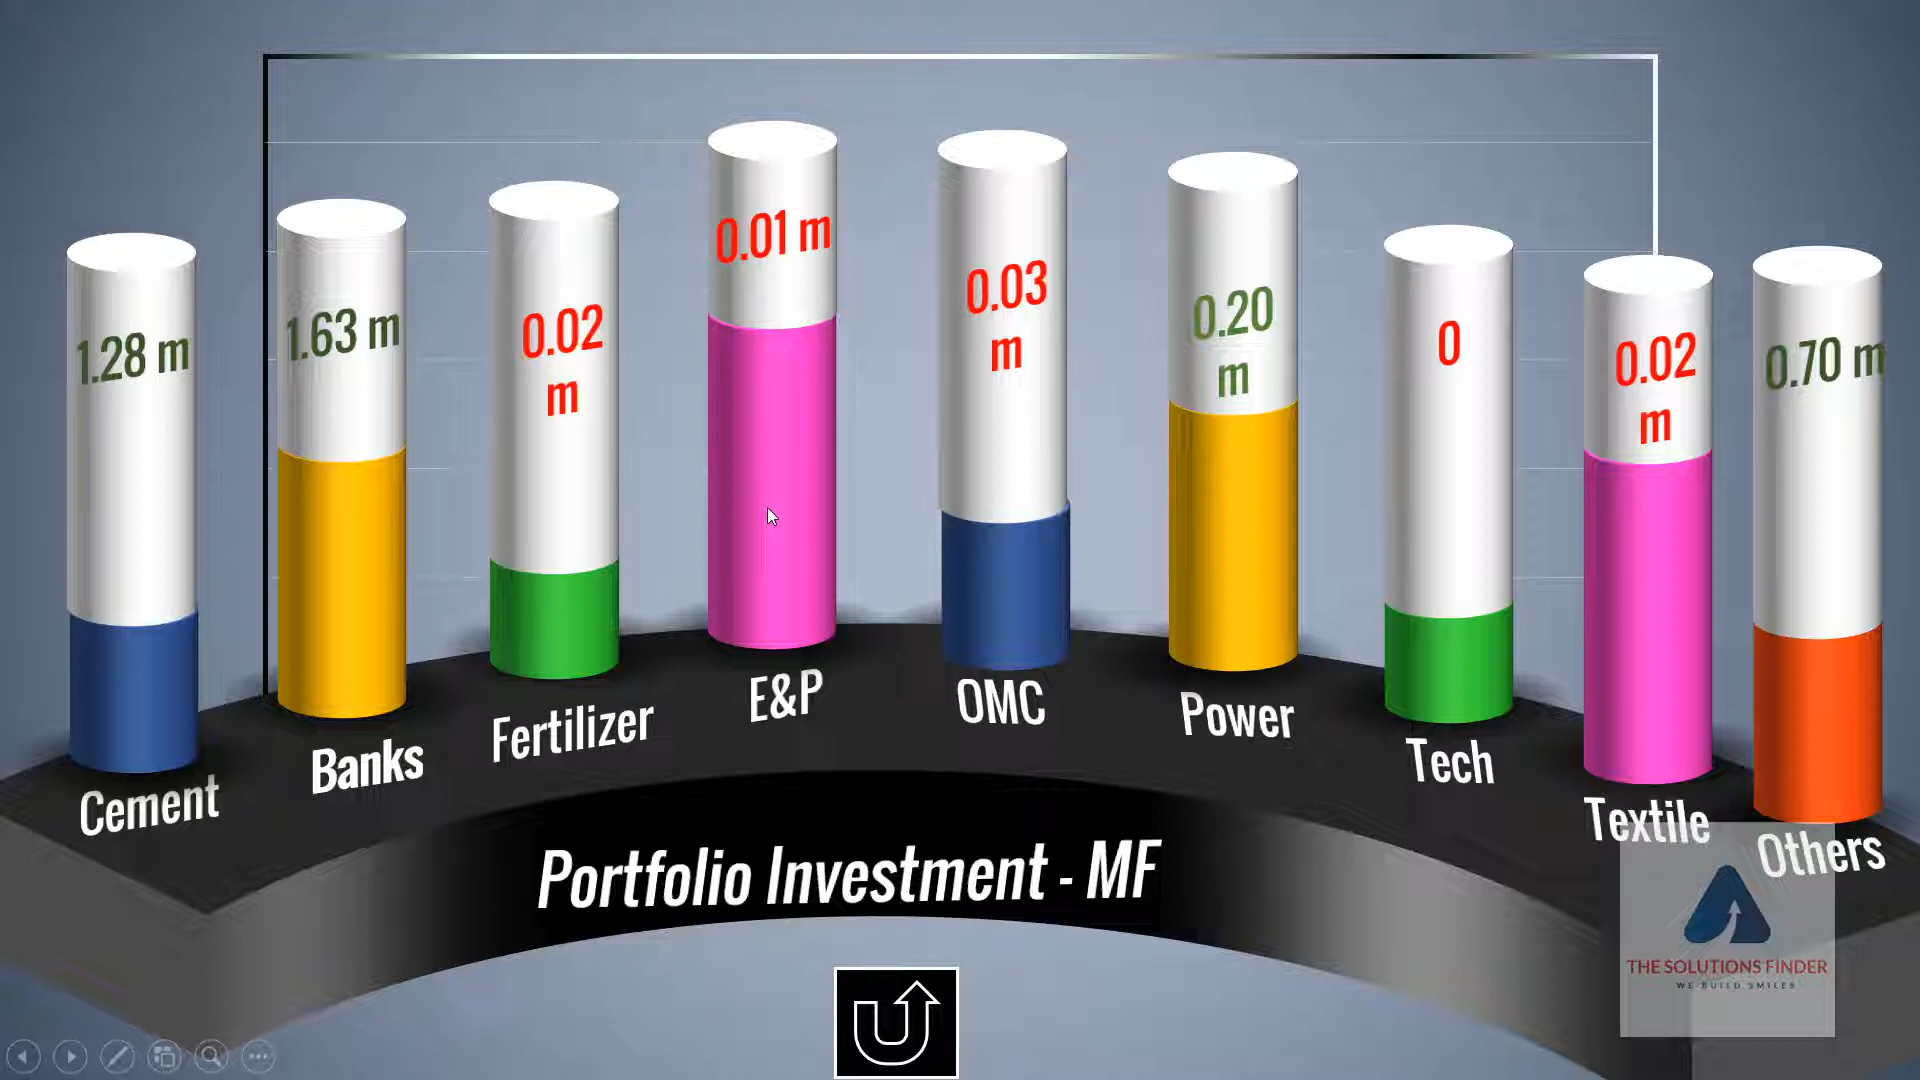 1.28 m
1.63 m
0.02
m
0.01 m
0.03
m
0.20
m
0
0.02
m
0.70 m
Cement
Banks
Fertilizer
E&P
OMC
Power
Tech
Textile
Others
Portfolio Investment - MF
THE SOLUTIONS FINDER
WE BUILD SMILES